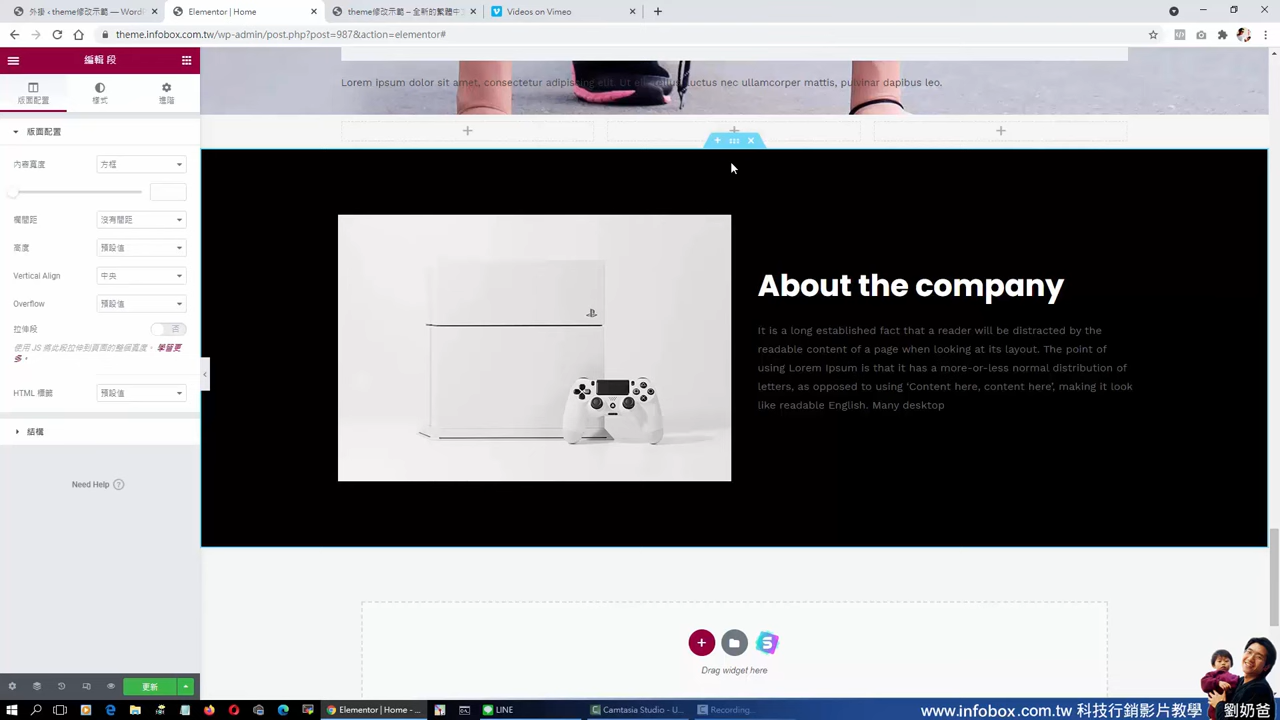 外掛 ‹ theme修改示範 — WordP
Elementor | Home
theme修改示範 – 全新的繁體中
Videos on Vimeo
theme.infobox.com.tw/wp-admin/post.php?post=987&action=elementor#
編輯 段
版面配置
樣式
進階
版面配置
內容寬度
方框
欄間距
沒有間距
高度
預設值
Vertical Align
中央
Overflow
預設值
拉伸段
否
使用 JS 將此段拉伸到頁面的整個寬度。 學習更多。
HTML 標籤
預設值
結構
Need Help
更新
Lorem ipsum dolor sit amet, consectetur adipiscing elit. Ut elit tellus, luctus nec ullamcorper mattis, pulvinar dapibus leo.
About the company
It is a long established fact that a reader will be distracted by the
readable content of a page when looking at its layout. The point of
using Lorem Ipsum is that it has a more-or-less normal distribution of
letters, as opposed to using ‘Content here, content here’, making it look
like readable English. Many desktop
Drag widget here
Elementor | Home - ...
LINE
Camtasia Studio - U...
Recording...
www.infobox.com.tw 科技行銷影片教學
劉奶爸